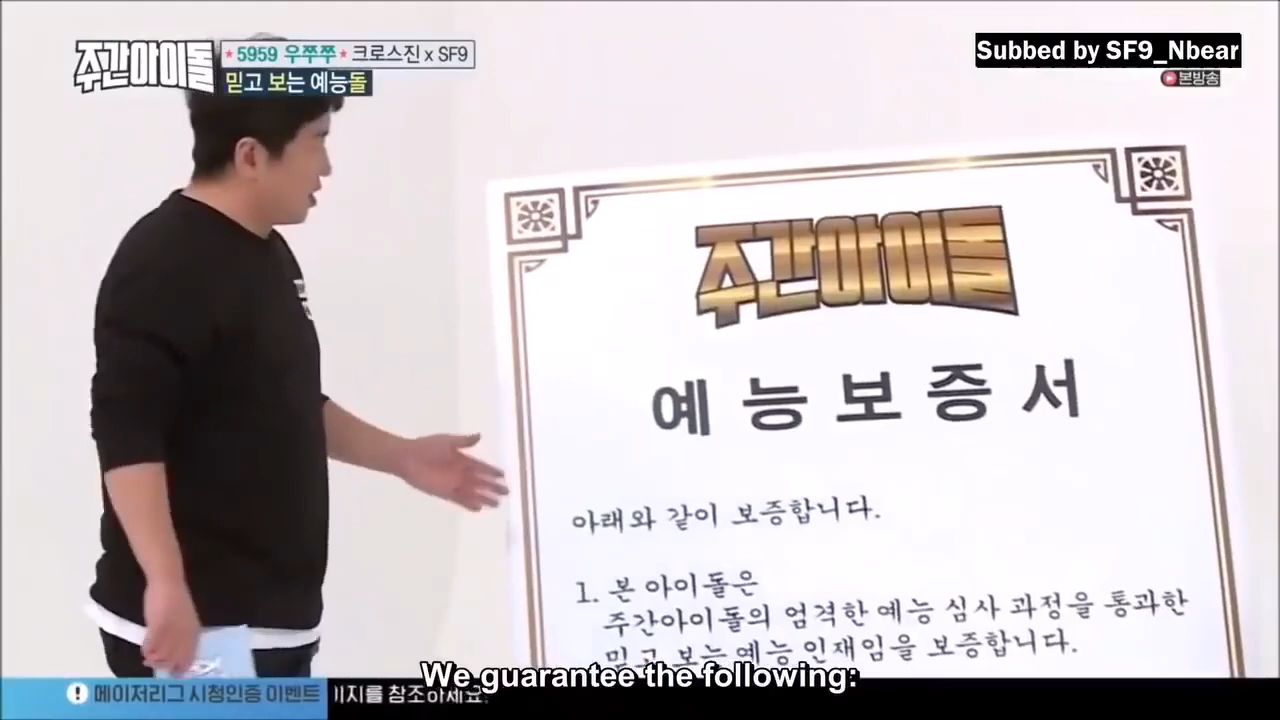 주간아이돌
★5959 우쭈쭈★ 크로스진 x SF9
믿고 보는 예능돌
Subbed by SF9_Nbear
본방송
주간아이돌
예능보증서
아래와 같이 보증합니다.
1. 본 아이돌은
주간아이돌의 엄격한 예능 심사 과정을 통과한
믿고 보는 예능 인재임을 보증합니다.
We guarantee the following:
메이저리그 시청인증 이벤트
이지를 참조하세요.